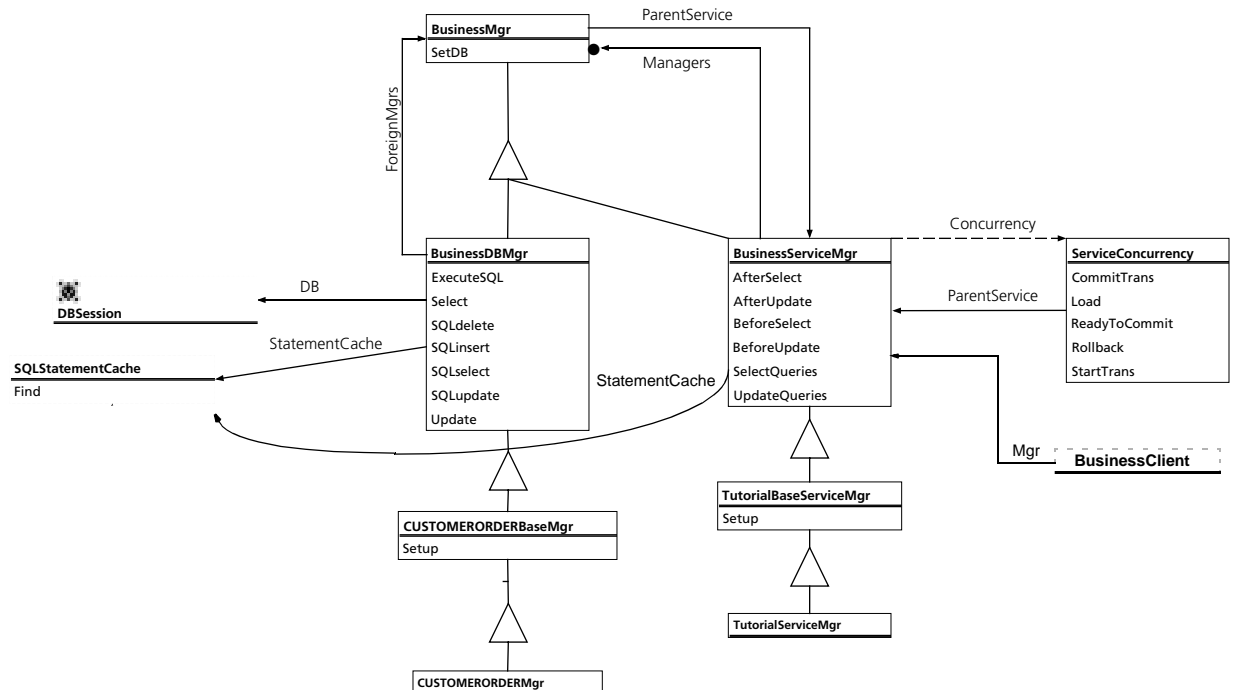 ParentService
BusinessMgr
SetDB
Managers
ForeignMgrs
Concurrency
BusinessDBMgr
ExecuteSQL
Select
SQLdelete
SQLinsert
SQLselect
SQLupdate
Update
BusinessServiceMgr
AfterSelect
AfterUpdate
BeforeSelect
BeforeUpdate
SelectQueries
UpdateQueries
ServiceConcurrency
CommitTrans
Load
ReadyToCommit
Rollback
StartTrans
DB
ParentService
DBSession
StatementCache
SQLStatementCache
Find
StatementCache
Mgr
BusinessClient
TutorialBaseServiceMgr
Setup
CUSTOMERORDERBaseMgr
Setup
TutorialServiceMgr
CUSTOMERORDERMgr